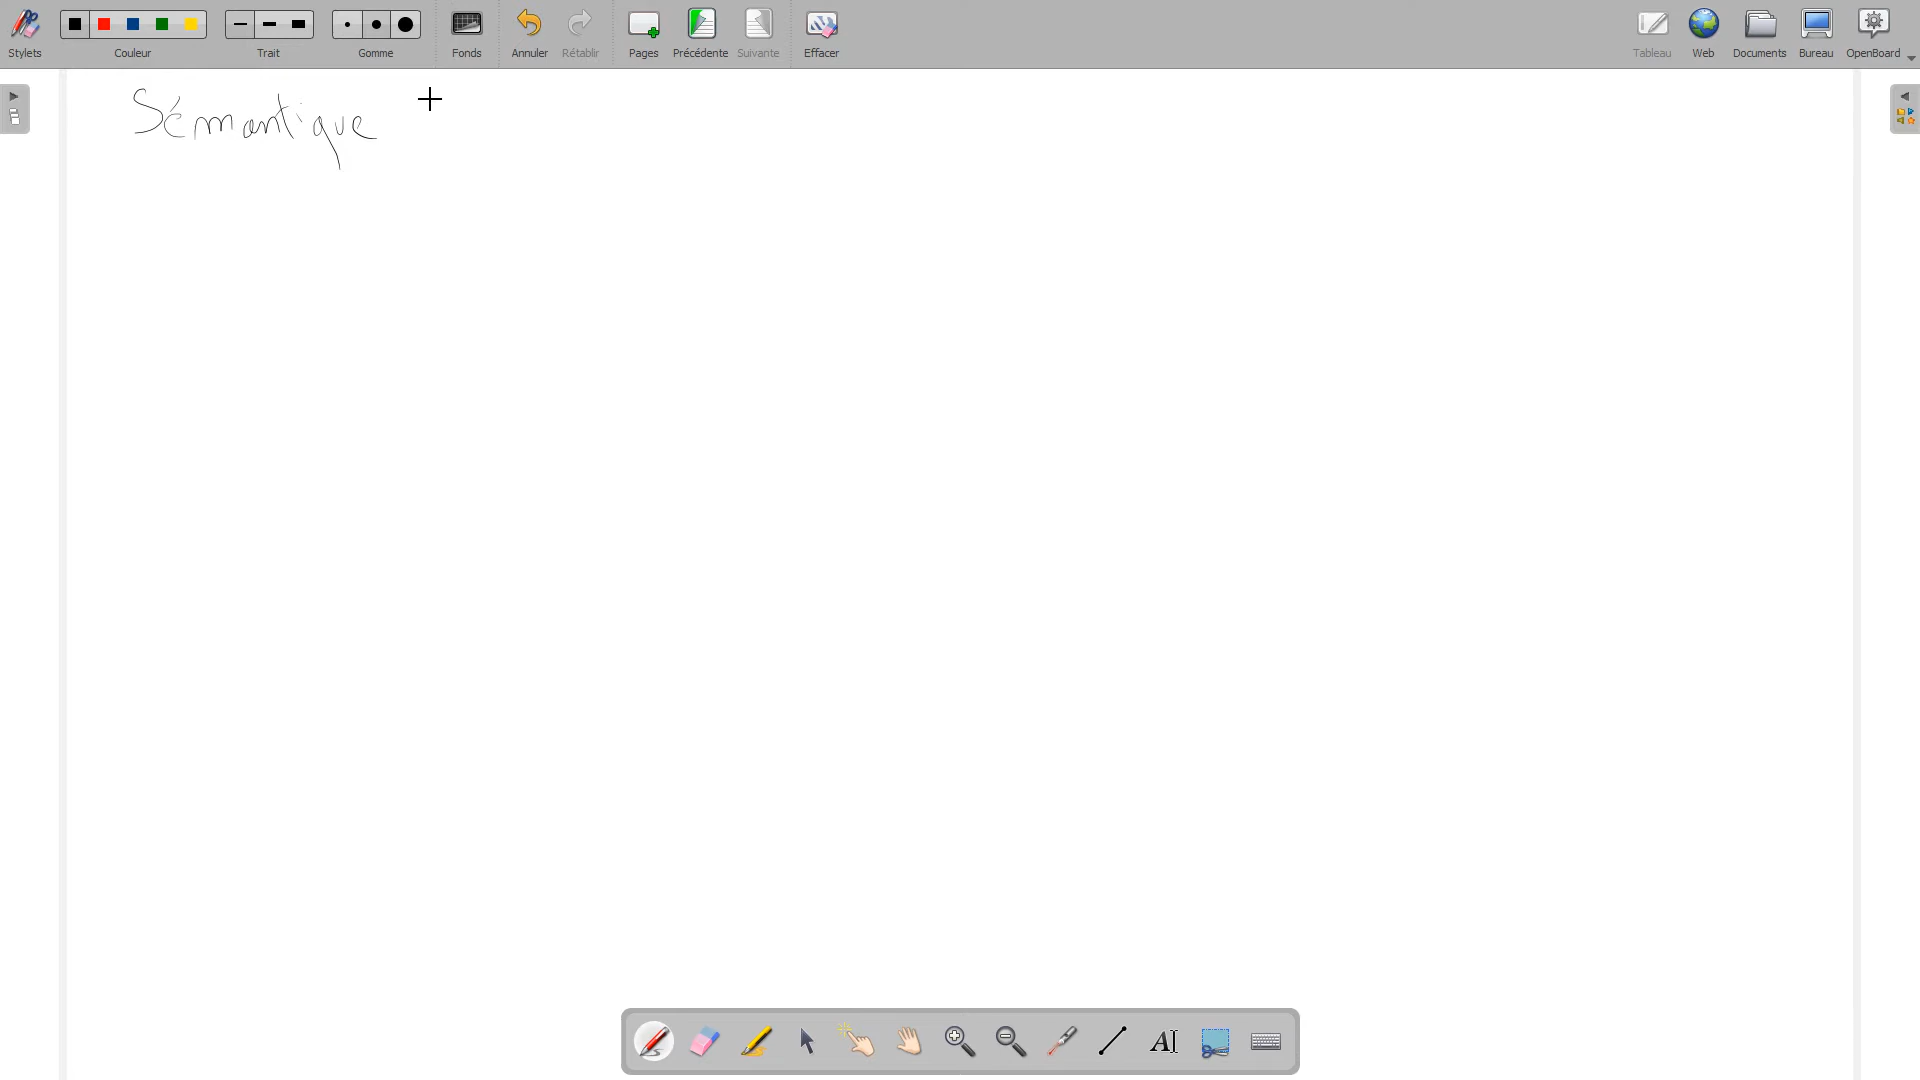 Stylets Couleur Trait Gomme Fonds Annuler Rétablir Pages Précédente Suivante Effacer Tableau Web Documents Bureau OpenBoard
Sémantique